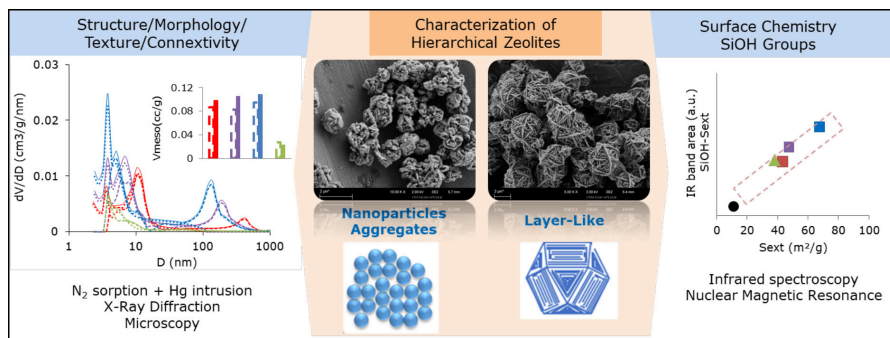 Structure/Morphology/
Texture/Connextivity
dV/dD (cm3/g/nm)
0.03
0.02
0.01
0
1
10
100
1000
D (nm)
Vmeso(cc/g)
0.12
0.08
0.04
0
N2 sorption + Hg intrusion
X-Ray Diffraction
Microscopy
Characterization of
Hierarchical Zeolites
Nanoparticles
Aggregates
Layer-Like
Surface Chemistry
SiOH Groups
IR band area (a.u.)
SiOH-Sext
0 20 40 60 80 100
Sext (m²/g)
Infrared spectroscopy
Nuclear Magnetic Resonance